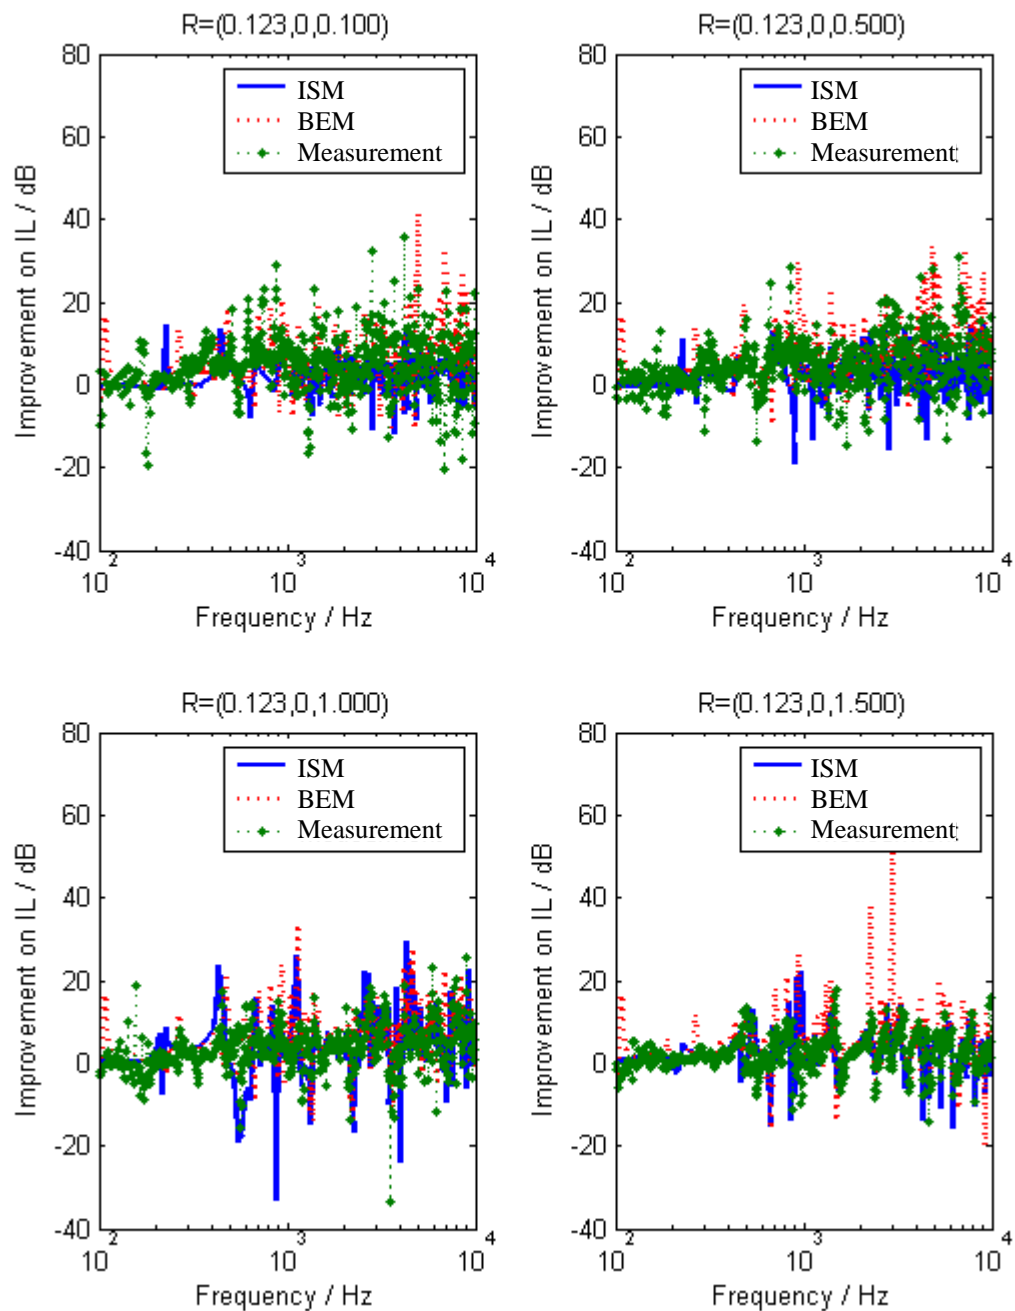 R=(0.123,0,0.100)
80
60
40
20
0
-20
-40
Improvement on IL / dB
ISM
BEM
Measurement
10^2
10^3
10^4
Frequency / Hz
R=(0.123,0,0.500)
80
60
40
20
0
-20
-40
Improvement on IL / dB
ISM
BEM
Measurement
10^2
10^3
10^4
Frequency / Hz
R=(0.123,0,1.000)
80
60
40
20
0
-20
-40
Improvement on IL / dB
ISM
BEM
Measurement
10^2
10^3
10^4
Frequency / Hz
R=(0.123,0,1.500)
80
60
40
20
0
-20
-40
Improvement on IL / dB
ISM
BEM
Measurement
10^2
10^3
10^4
Frequency / Hz